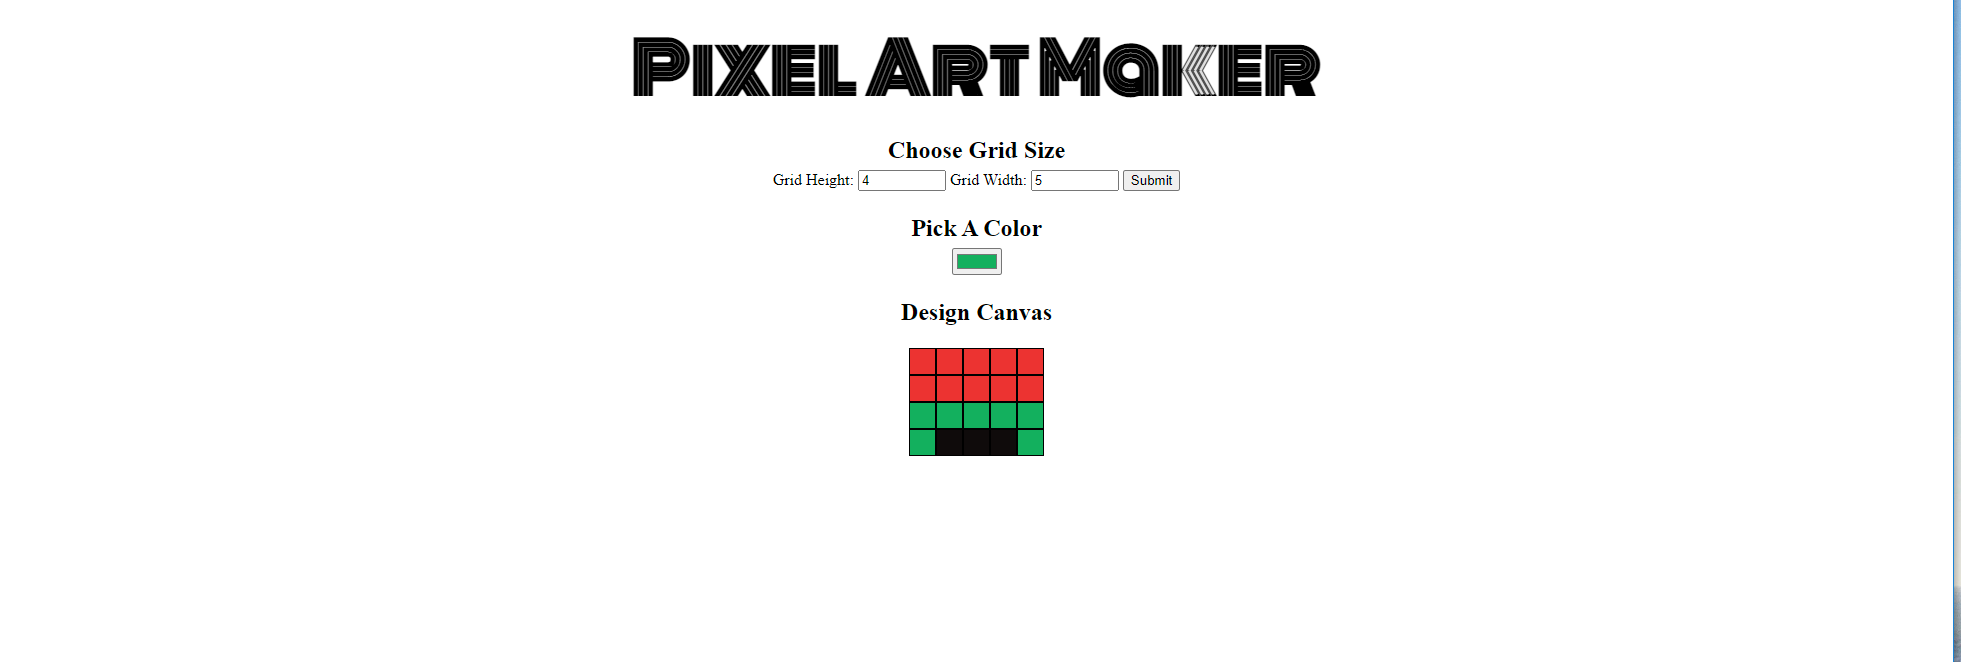 Pixel Art Maker
Choose Grid Size
Grid Height: 4 Grid Width: 5 Submit
Pick A Color
Design Canvas